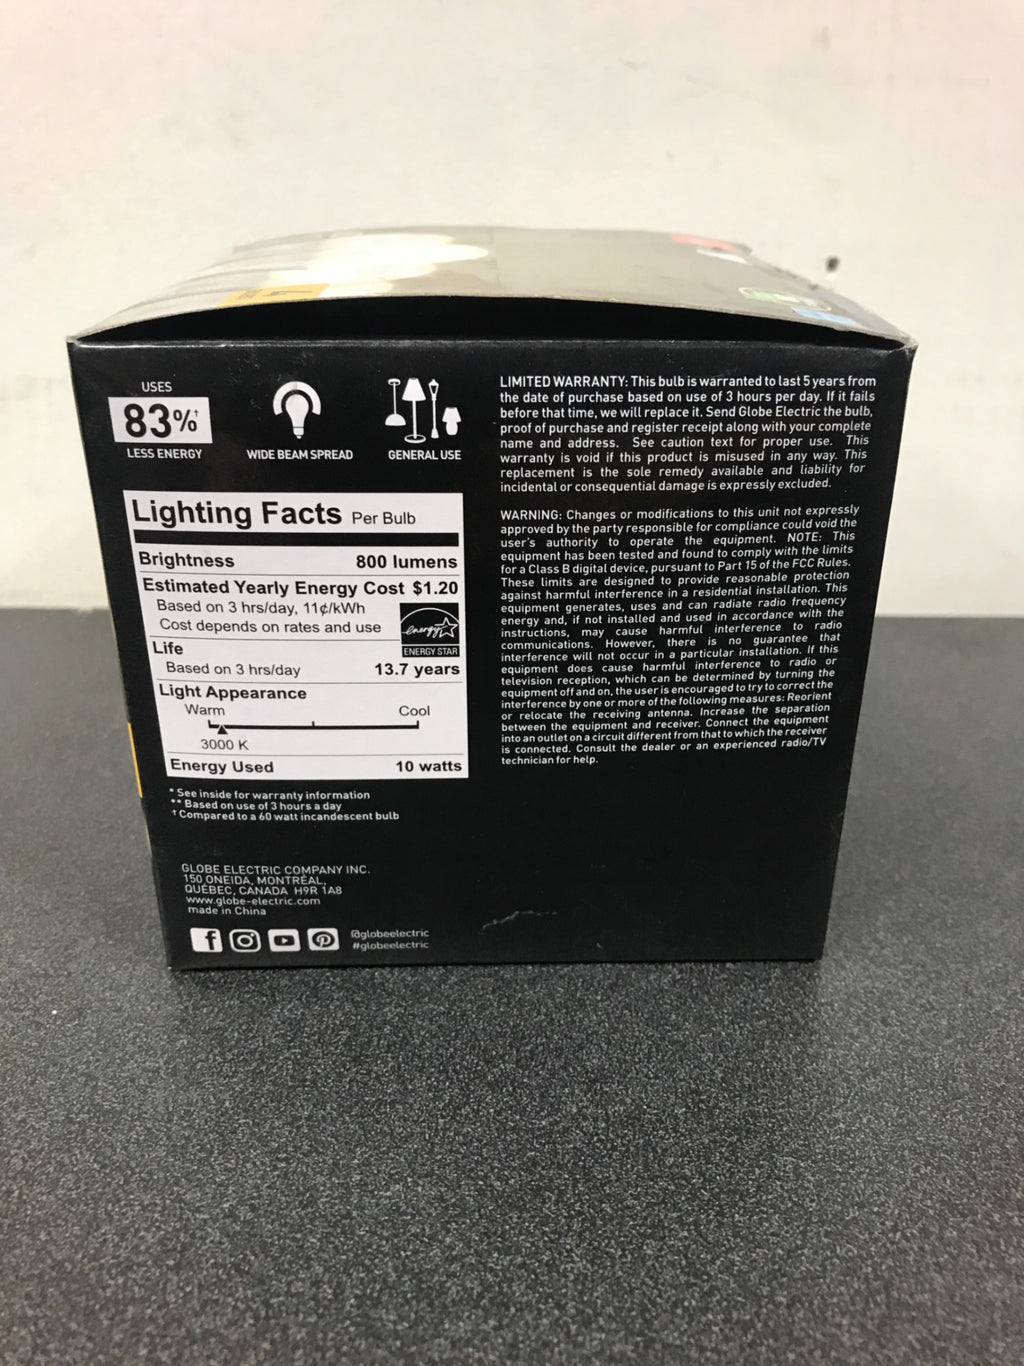 USES
83%†
LESS ENERGY
WIDE BEAM SPREAD
GENERAL USE
Lighting Facts Per Bulb
Brightness 800 lumens
Estimated Yearly Energy Cost $1.20
Based on 3 hrs/day, 11¢/kWh
Cost depends on rates and use
energy
ENERGY STAR
Life
Based on 3 hrs/day 13.7 years
Light Appearance
Warm Cool
3000 K
Energy Used 10 watts
* See inside for warranty information
** Based on use of 3 hours a day
† Compared to a 60 watt incandescent bulb
GLOBE ELECTRIC COMPANY INC.
150 ONEIDA, MONTRÉAL,
QUÉBEC, CANADA H9R 1A8
www.globe-electric.com
made in China
@globeelectric
#globeelectric
LIMITED WARRANTY: This bulb is warranted to last 5 years from
the date of purchase based on use of 3 hours per day. If it fails
before that time, we will replace it. Send Globe Electric the bulb,
proof of purchase and register receipt along with your complete
name and address. See caution text for proper use. This
warranty is void if this product is misused in any way. This
replacement is the sole remedy available and liability for
incidental or consequential damage is expressly excluded.
WARNING: Changes or modifications to this unit not expressly
approved by the party responsible for compliance could void the
user's authority to operate the equipment. NOTE: This
equipment has been tested and found to comply with the limits
for a Class B digital device, pursuant to Part 15 of the FCC Rules.
These limits are designed to provide reasonable protection
against harmful interference in a residential installation. This
equipment generates, uses and can radiate radio frequency
energy and, if not installed and used in accordance with the
instructions, may cause harmful interference to radio
communications. However, there is no guarantee that
interference will not occur in a particular installation. If this
equipment does cause harmful interference to radio or
television reception, which can be determined by turning the
equipment off and on, the user is encouraged to try to correct the
interference by one or more of the following measures: Reorient
or relocate the receiving antenna. Increase the separation
between the equipment and receiver. Connect the equipment
into an outlet on a circuit different from that to which the receiver
is connected. Consult the dealer or an experienced radio/TV
technician for help.